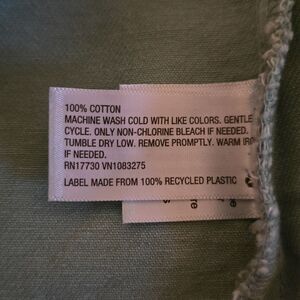 100% COTTON
MACHINE WASH COLD WITH LIKE COLORS. GENTLE
CYCLE. ONLY NON-CHLORINE BLEACH IF NEEDED.
TUMBLE DRY LOW. REMOVE PROMPTLY. WARM
IF NEEDED.
RN17730 VN1083275
LABEL MADE FROM 100% RECYCLED PLASTIC